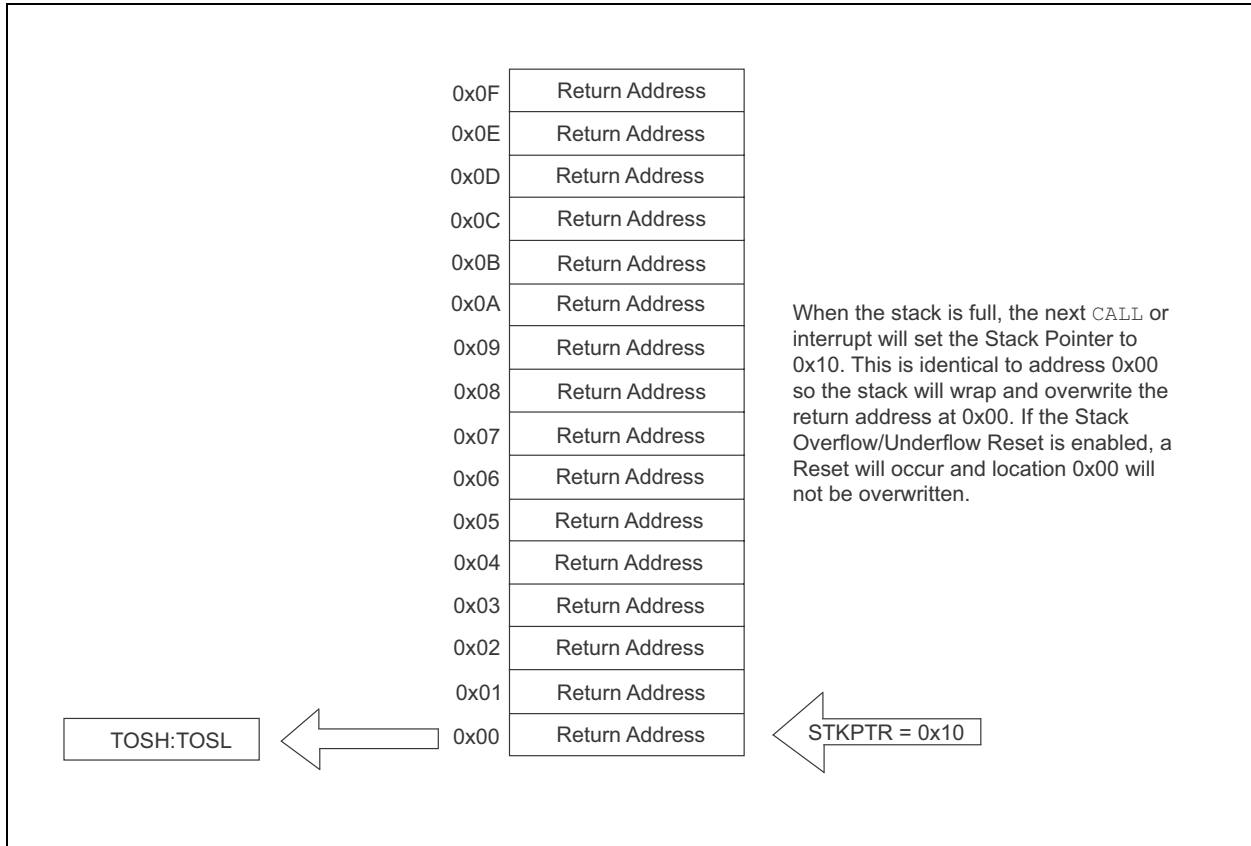 0x0F Return Address
0x0E Return Address
0x0D Return Address
0x0C Return Address
0x0B Return Address
0x0A Return Address
0x09 Return Address
0x08 Return Address
0x07 Return Address
0x06 Return Address
0x05 Return Address
0x04 Return Address
0x03 Return Address
0x02 Return Address
0x01 Return Address
TOSH:TOSL 0x00 Return Address STKPTR = 0x10
When the stack is full, the next CALL or
interrupt will set the Stack Pointer to
0x10. This is identical to address 0x00
so the stack will wrap and overwrite the
return address at 0x00. If the Stack
Overflow/Underflow Reset is enabled, a
Reset will occur and location 0x00 will
not be overwritten.